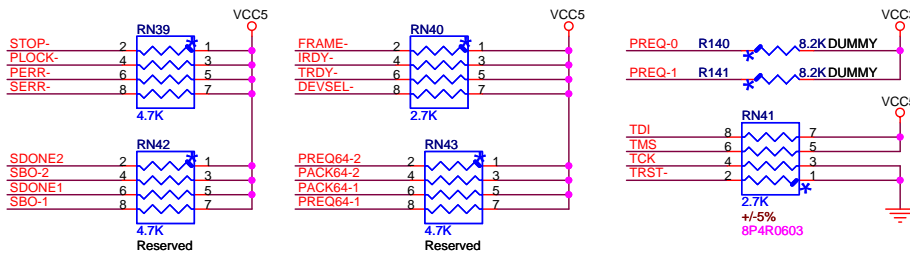 VCC5
RN39
STOP- 2 1
PLOCK- 4 3
PERR- 6 5
SERR- 8 7
4.7K
RN42
SDONE2 2 1
SBO-2 4 3
SDONE1 6 5
SBO-1 8 7
4.7K
Reserved
VCC5
RN40
FRAME- 2 1
IRDY- 4 3
TRDY- 6 5
DEVSEL- 8 7
2.7K
RN43
PREQ64-2 2 1
PACK64-2 4 3
PACK64-1 6 5
PREQ64-1 8 7
4.7K
Reserved
PREQ-0 R140 8.2K DUMMY
PREQ-1 R141 8.2K DUMMY
RN41
TDI 8 7
TMS 6 5
TCK 4 3
TRST- 2 1
2.7K
+/-5%
8P4R0603